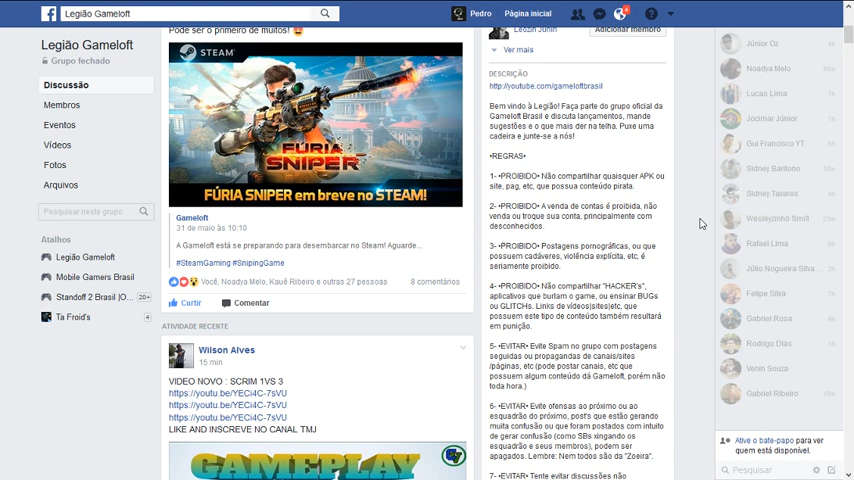 Legião Gameloft
Pedro
Página inicial
4
Legião Gameloft
Grupo fechado
Discussão
Membros
Eventos
Vídeos
Fotos
Arquivos
Pesquisar neste grupo
Atalhos
Legião Gameloft
Mobile Gamers Brasil
Standoff 2 Brasil |O... 20+
Ta Froid's 4
Pode ser o primeiro de muitos!
STEAM
FÚRIA
SNIPER
FÚRIA SNIPER em breve no STEAM!
Gameloft
31 de maio às 10:10
A Gameloft está se preparando para desembarcar no Steam! Aguarde...
#SteamGaming #SnipingGame
Você, Noadya Melo, Kauê Ribeiro e outras 27 pessoas
8 comentários
Curtir
Comentar
ATIVIDADE RECENTE
Wilson Alves
15 min
VIDEO NOVO : SCRIM 1VS 3
https://youtu.be/YECi4C-7sVU
https://youtu.be/YECi4C-7sVU
https://youtu.be/YECi4C-7sVU
LIKE AND INSCREVE NO CANAL TMJ
GAMEPLAY
Leozin Junin
Adicionar membro
Ver mais
DESCRIÇÃO
http://youtube.com/gameloftbrasil
Bem vindo à Legião! Faça parte do grupo oficial da
Gameloft Brasil e discuta lançamentos, mande
sugestões e o que mais der na telha. Puxe uma
cadeira e junte-se a nós!
•REGRAS•
1- •PROIBIDO• Não compartilhar quaisquer APK ou
site, pag, etc, que possua conteúdo pirata.
2- •PROIBIDO• A venda de contas é proibida, não
venda ou troque sua conta, principalmente com
desconhecidos.
3- •PROIBIDO• Postagens pornográficas, ou que
possuem cadáveres, violência explícita, etc, é
seriamente proibido.
4- •PROIBIDO• Não compartilhar "HACKER's",
aplicativos que burlam o game, ou ensinar BUGs
ou GLITCHs. Links de vídeos|sites|etc, que
possuem este tipo de conteúdo também resultará
em punição.
5- •EVITAR• Evite Spam no grupo com postagens
seguidas ou propagandas de canais/sites
/páginas, etc (pode postar canais, etc que
possuem algum conteúdo dá Gameloft, porém não
toda hora.)
6- •EVITAR• Evite ofensas ao próximo ou ao
esquadrão do próximo, post's que estão gerando
muita confusão ou que foram postados com intuito
de gerar confusão (como SBs xingando os
esquadrão e seus membros), podem ser
apagados. Lembre: Nem todos são da "Zoeira".
7- •EVITAR• Tente evitar discussões não
Júnior Oz
Noadya Melo
Lucas Lima 1h
Jocimar Júnior 1h
Gui Francisco YT
Sidney Baritono
Sidney Tavares
Weslëyzinho Smitt
Rafael Lima
Júlio Nogueira Silva ...
Felipe Silva
Gabriel Rosa
Rodrigo Dias
Venin Souza
Gabriel Ribeiro
Ative o bate-papo para ver
quem está disponível.
Pesquisar